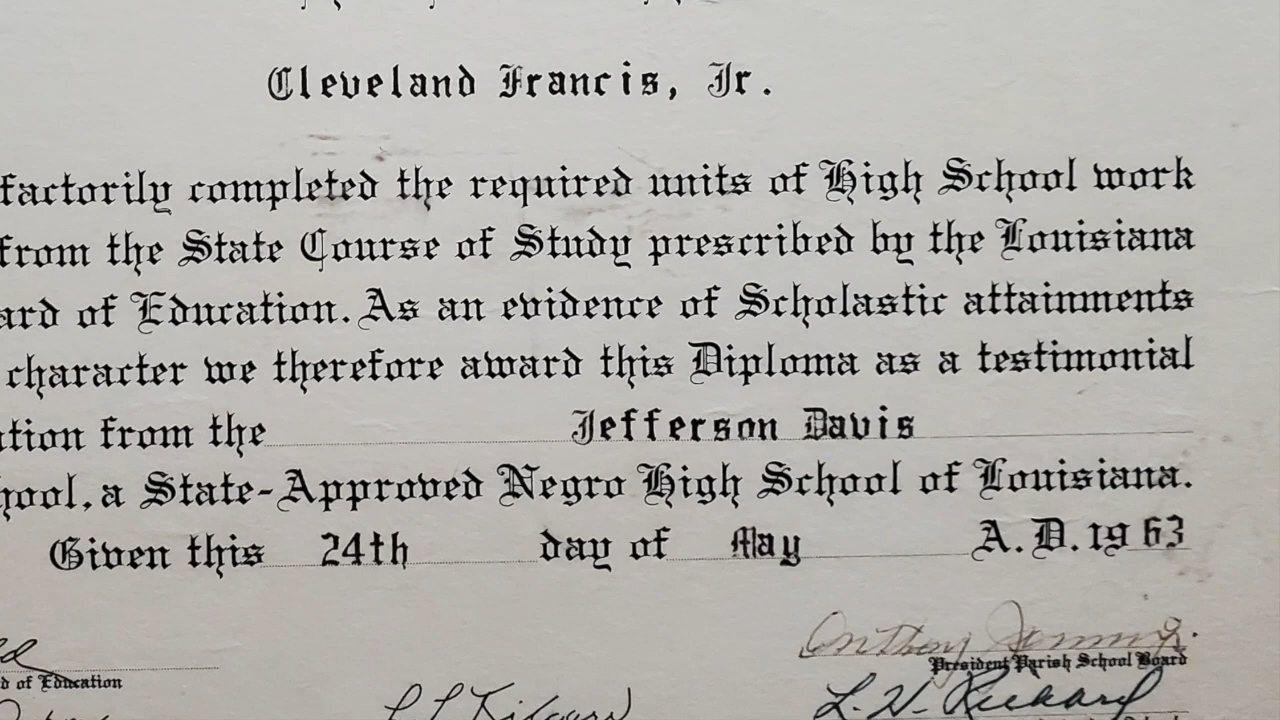 Cleveland Francis, Jr.
factorily completed the required units of High School work
from the State Course of Study prescribed by the Louisiana
ard of Education. As an evidence of Scholastic attainments
character we therefore award this Diploma as a testimonial
tion from the Jefferson Davis
hool, a State-Approved Negro High School of Louisiana.
Given this 24th day of May A. D. 1963
Anthony
President Parish School Board
d of Education
L. H.